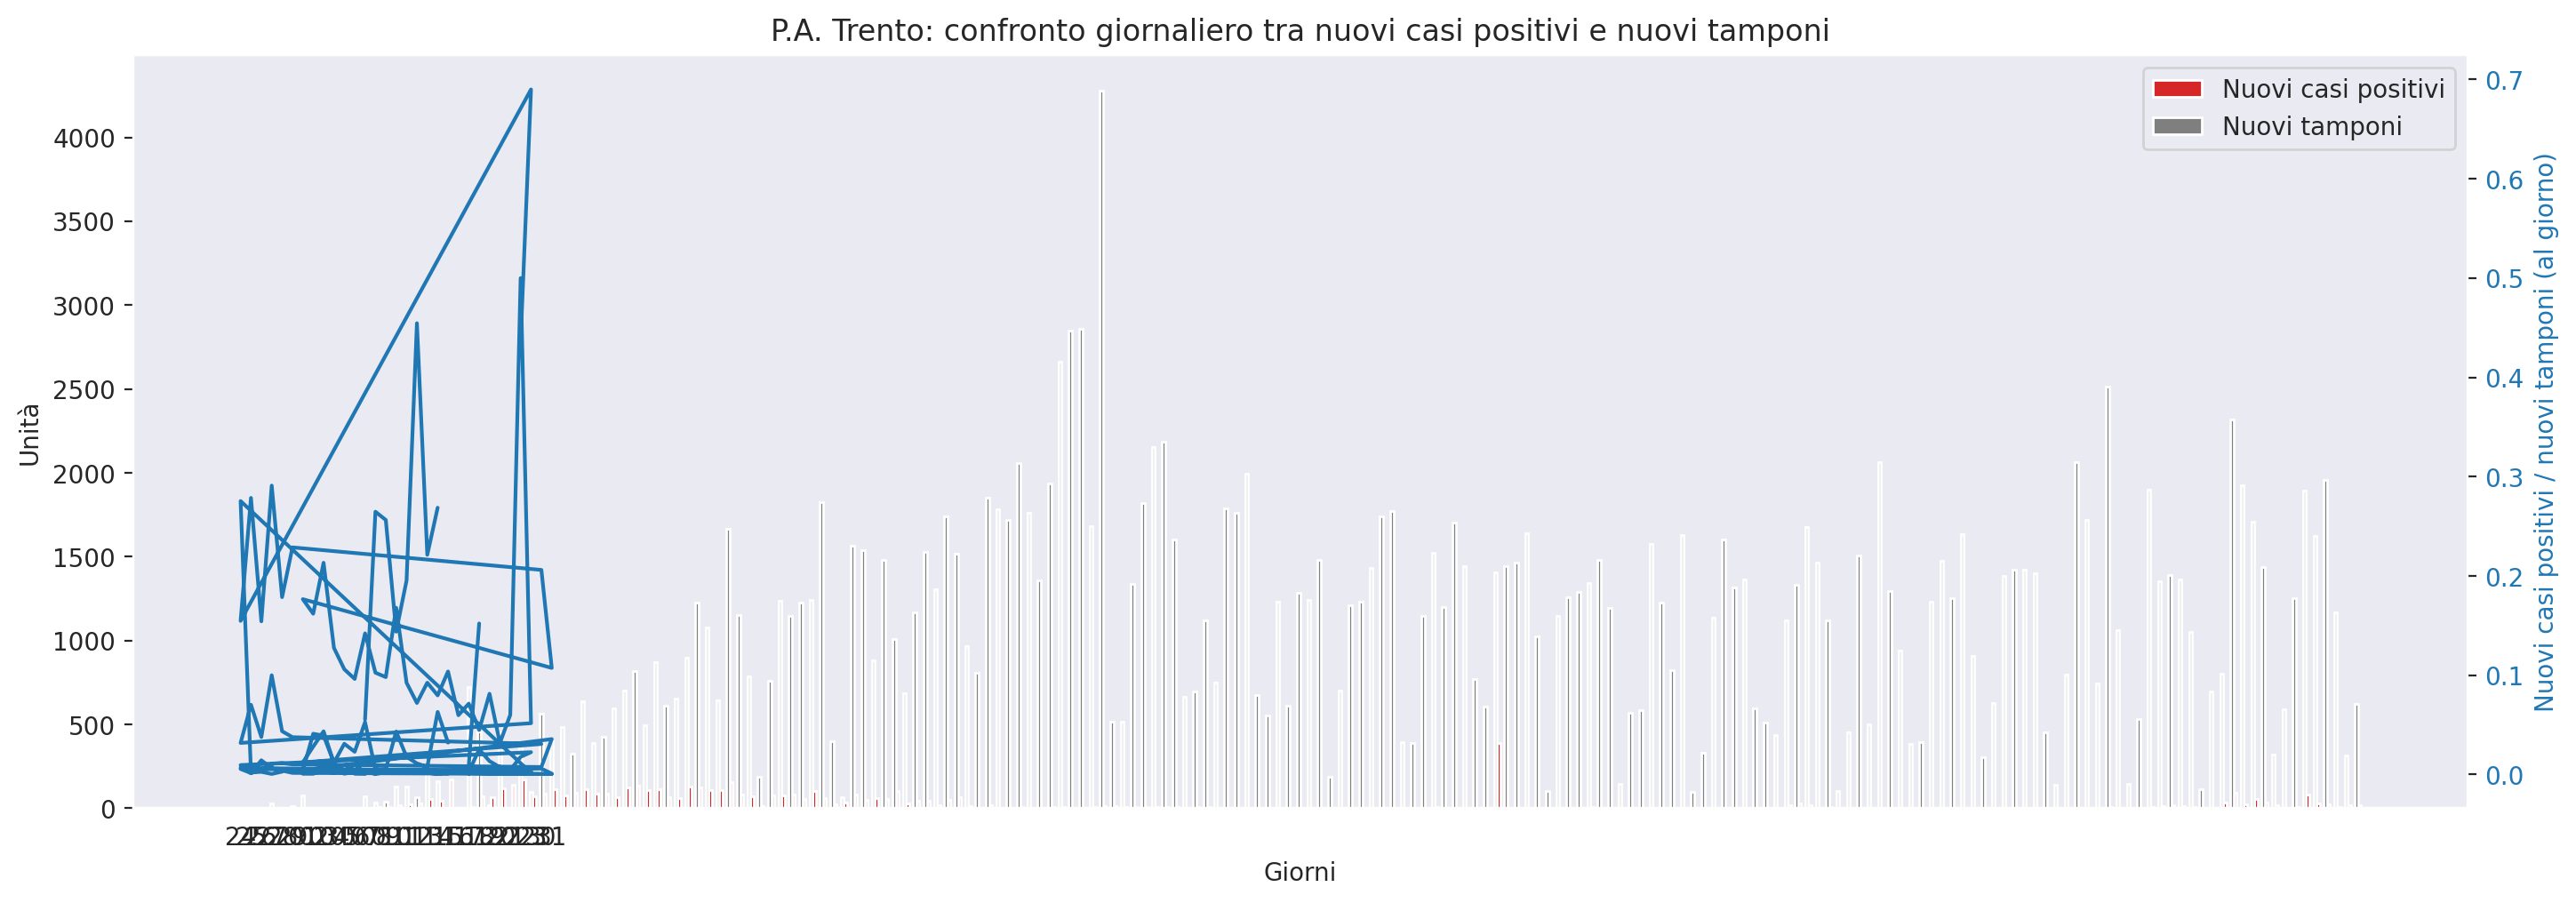 P.A. Trento: confronto giornaliero tra nuovi casi positivi e nuovi tamponi
Nuovi casi positivi
Nuovi tamponi
Unità
4000
3500
3000
2500
2000
1500
1000
500
0
0.7
0.6
0.5
0.4
0.3
0.2
0.1
0.0
Nuovi casi positivi / nuovi tamponi (al giorno)
Giorni